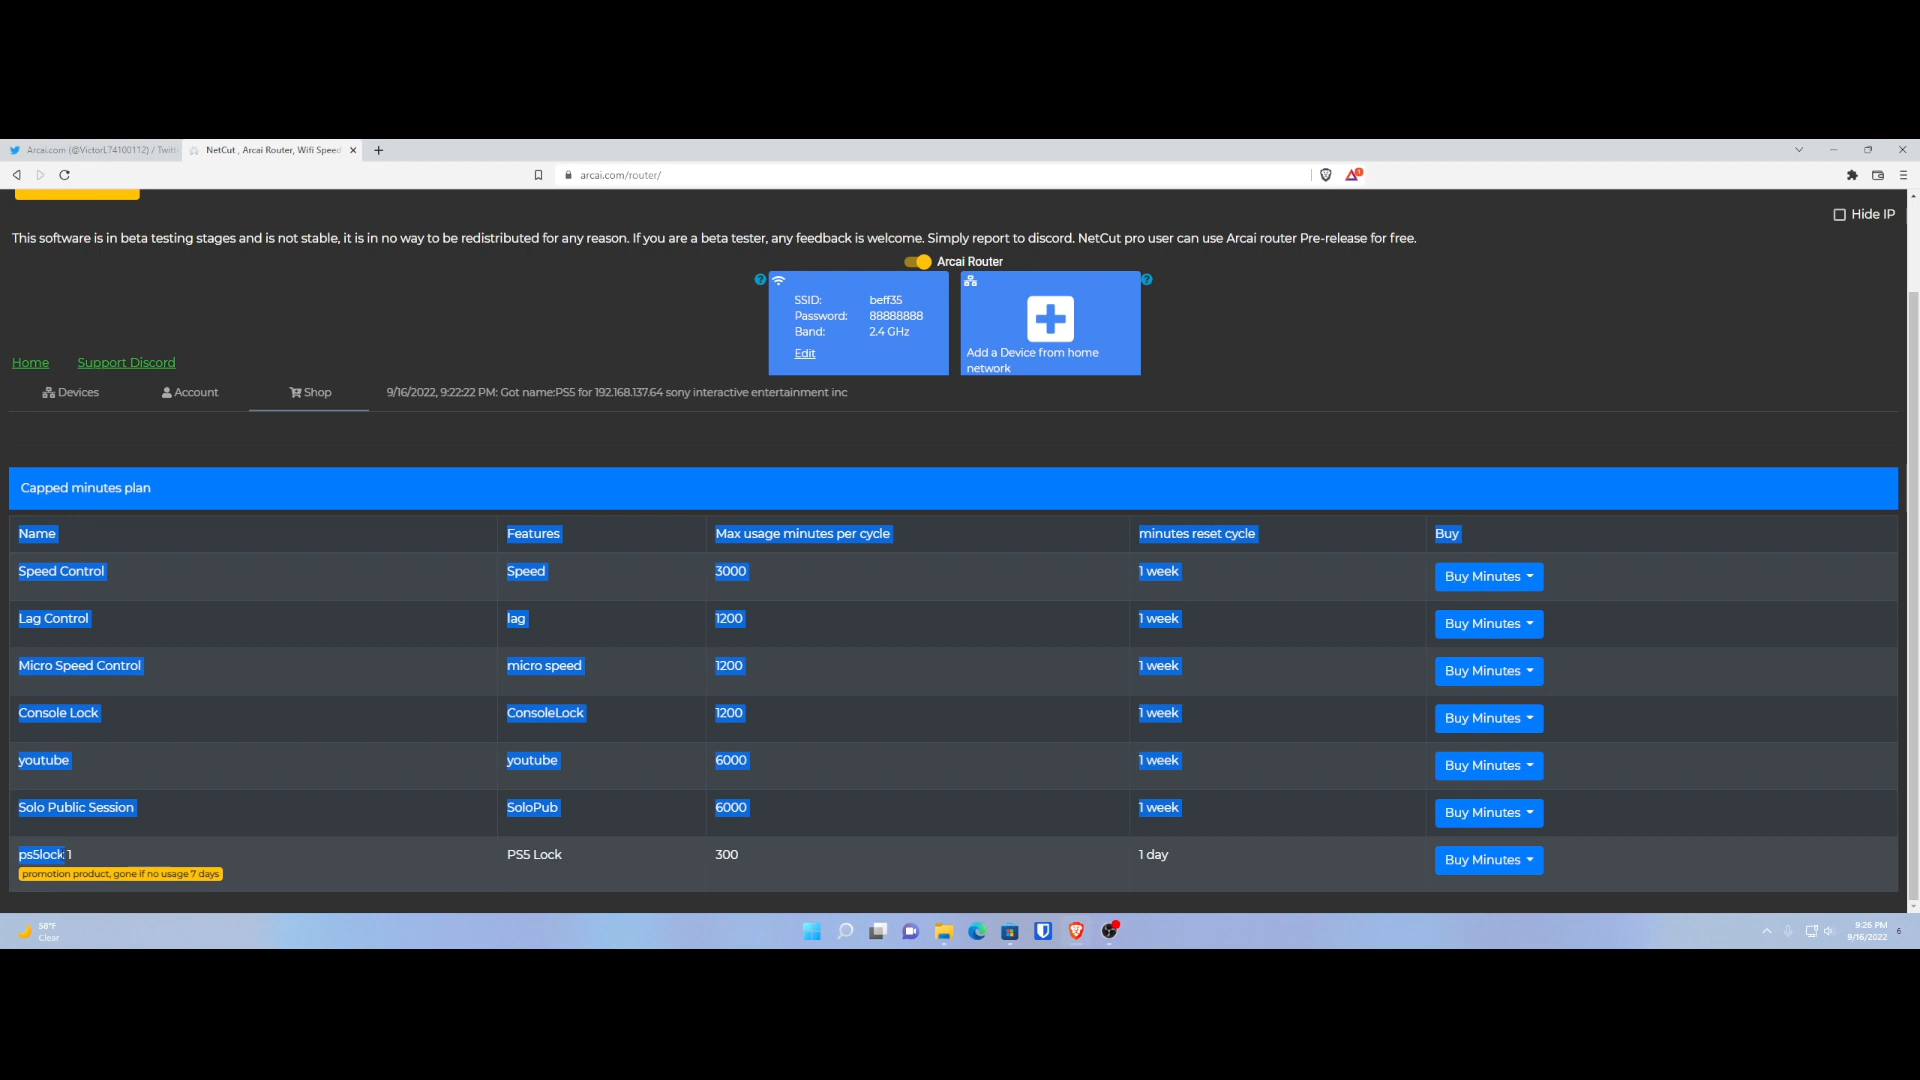 Arcai.com (@VictorL74100112) / Twitt
NetCut , Arcai Router, Wifi Speed
arcai.com/router/
1
Hide IP
This software is in beta testing stages and is not stable, it is in no way to be redistributed for any reason. If you are a beta tester, any feedback is welcome. Simply report to discord. NetCut pro user can use Arcai router Pre-release for free.
Arcai Router
SSID: beff35
Password: 88888888
Band: 2.4 GHz
Edit
Add a Device from home
network
Home Support Discord
Devices Account Shop 9/16/2022, 9:22:22 PM: Got name:PS5 for 192.168.137.64 sony interactive entertainment inc
Capped minutes plan
Name Features Max usage minutes per cycle minutes reset cycle Buy
Speed Control Speed 3000 1 week Buy Minutes
Lag Control lag 1200 1 week Buy Minutes
Micro Speed Control micro speed 1200 1 week Buy Minutes
Console Lock ConsoleLock 1200 1 week Buy Minutes
youtube youtube 6000 1 week Buy Minutes
Solo Public Session SoloPub 6000 1 week Buy Minutes
ps5lock 1 PS5 Lock 300 1 day Buy Minutes
promotion product, gone if no usage 7 days
58°F
Clear
9:26 PM
9/16/2022
6